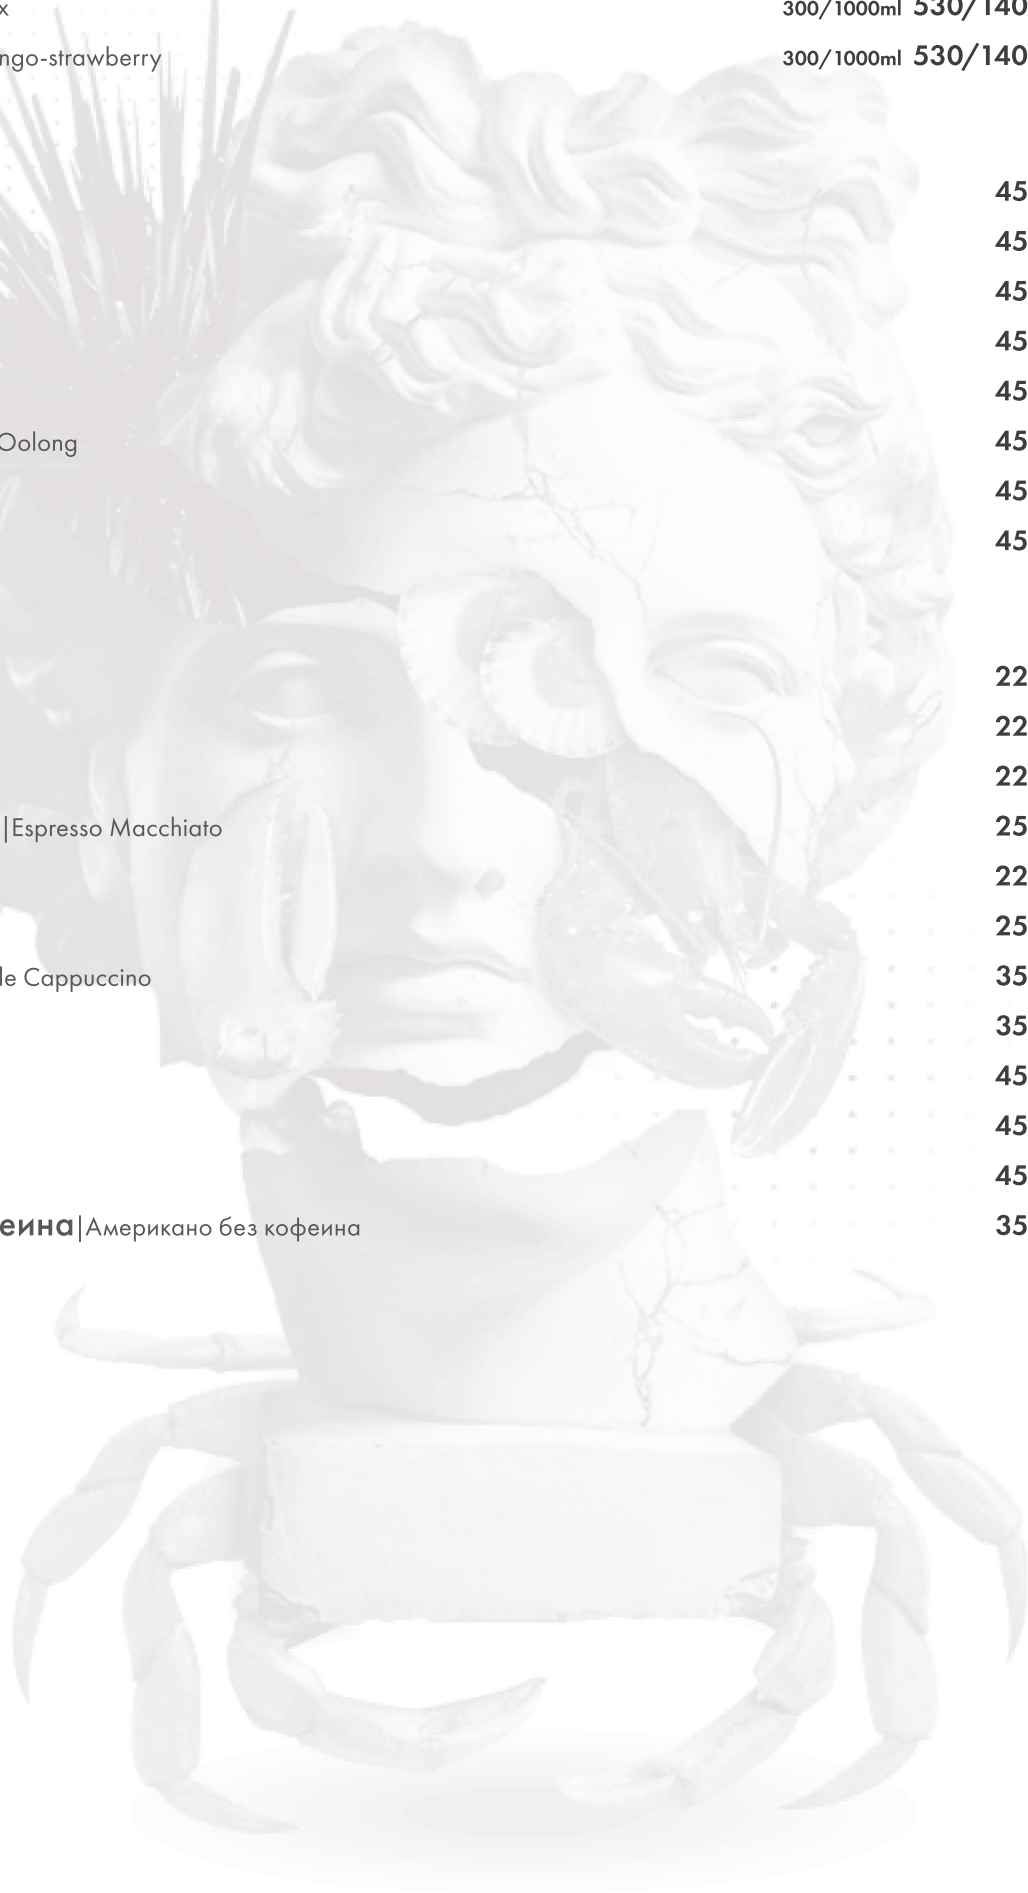 x 300/1000ml 530/140
ngo-strawberry 300/1000ml 530/140
45
45
45
45
45
Oolong 45
45
45
22
22
22
|Espresso Macchiato 25
22
25
le Cappuccino 35
35
45
45
45
еина|Американо без кофеина 35